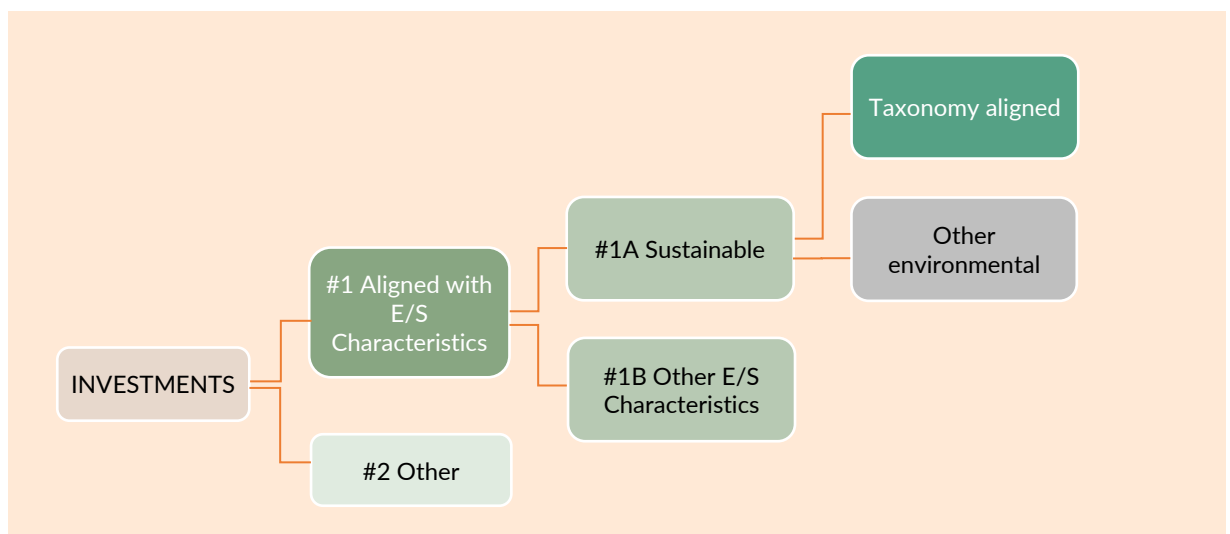 Taxonomy aligned
#1A Sustainable
Other
environmental
#1 Aligned with
E/S
Characteristics
INVESTMENTS
#1B Other E/S
Characteristics
#2 Other